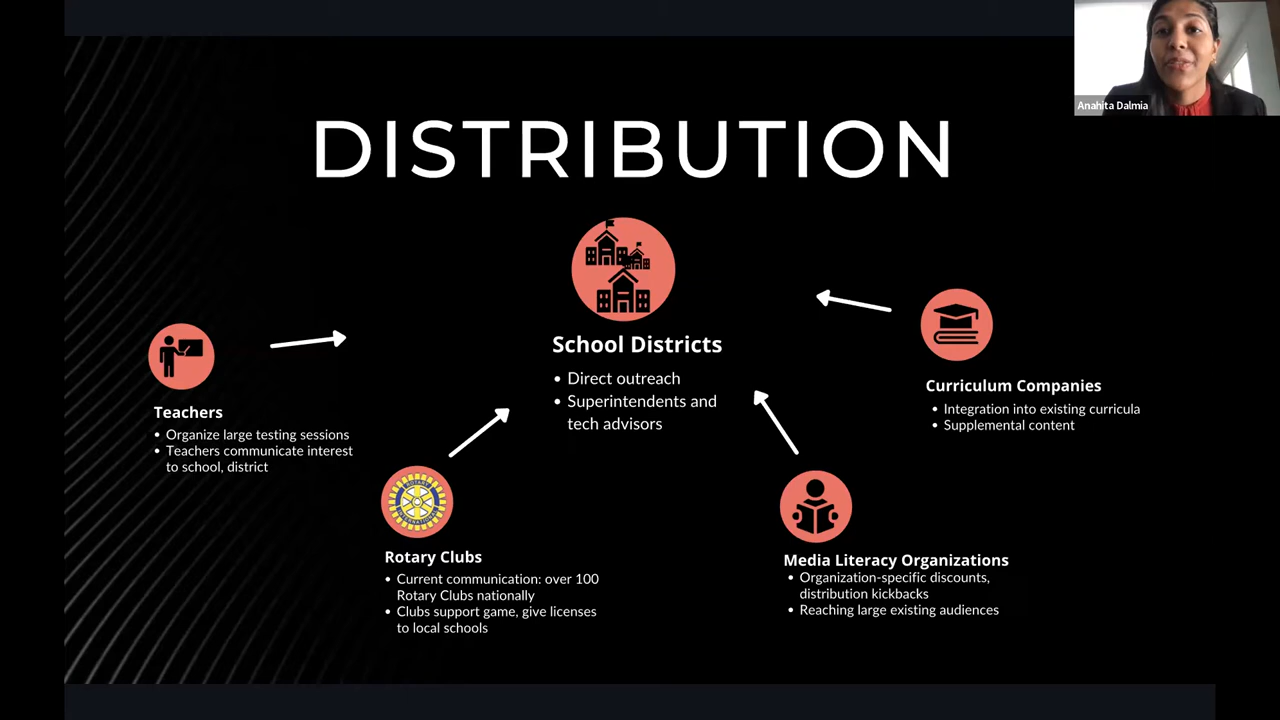 Anahita Dalmia
DISTRIBUTION
School Districts
• Direct outreach
• Superintendents and
tech advisors
Teachers
• Organize large testing sessions
• Teachers communicate interest
to school, district
Rotary Clubs
• Current communication: over 100
Rotary Clubs nationally
• Clubs support game, give licenses
to local schools
Media Literacy Organizations
• Organization-specific discounts,
distribution kickbacks
• Reaching large existing audiences
Curriculum Companies
• Integration into existing curricula
• Supplemental content
ROTARY
INTERNATIONAL